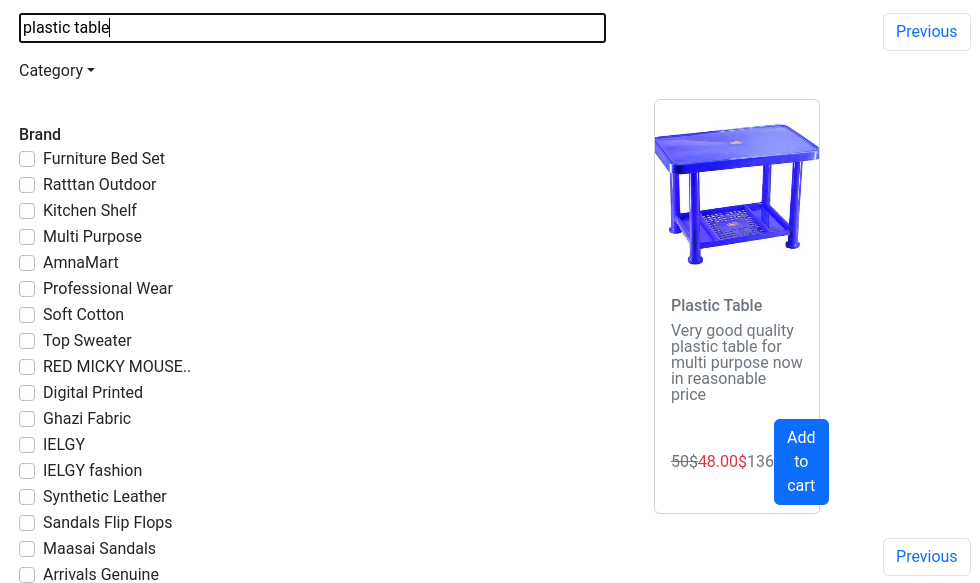 plastic table
Previous
Category
Brand
Furniture Bed Set
Ratttan Outdoor
Kitchen Shelf
Multi Purpose
AmnaMart
Professional Wear
Soft Cotton
Top Sweater
RED MICKY MOUSE..
Digital Printed
Ghazi Fabric
IELGY
IELGY fashion
Synthetic Leather
Sandals Flip Flops
Maasai Sandals
Arrivals Genuine
Plastic Table
Very good quality
plastic table for
multi purpose now
in reasonable
price
50$48.00$136
Add
to
cart
Previous